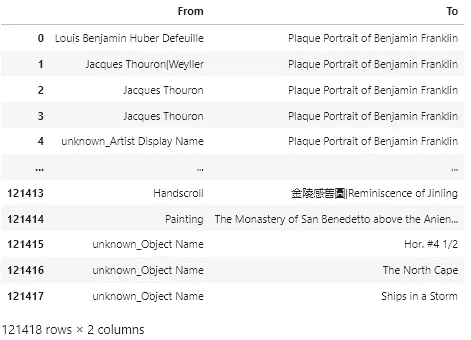 From To
0 Louis Benjamin Huber Defeuille Plaque Portrait of Benjamin Franklin
1 Jacques Thouron|Weyller Plaque Portrait of Benjamin Franklin
2 Jacques Thouron Plaque Portrait of Benjamin Franklin
3 Jacques Thouron Plaque Portrait of Benjamin Franklin
4 unknown_Artist Display Name Plaque Portrait of Benjamin Franklin
... ... ...
121413 Handscroll 金陵感舊圖|Reminiscence of Jinling
121414 Painting The Monastery of San Benedetto above the Anien...
121415 unknown_Object Name Hor. #4 1/2
121416 unknown_Object Name The North Cape
121417 unknown_Object Name Ships in a Storm
121418 rows × 2 columns